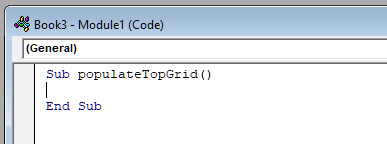 Book3 - Module1 (Code)
(General)
Sub populateTopGrid()
End Sub